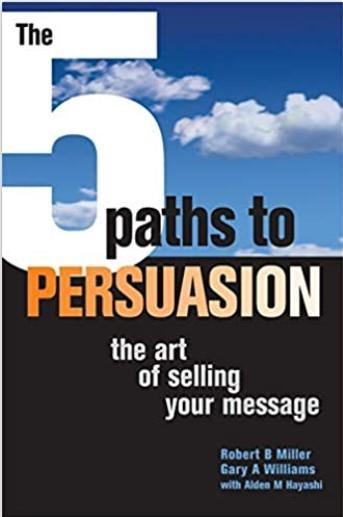 The
5
paths to
PERSUASION
the art
of selling
your message
Robert B Miller
Gary A Williams
with Alden M Hayashi